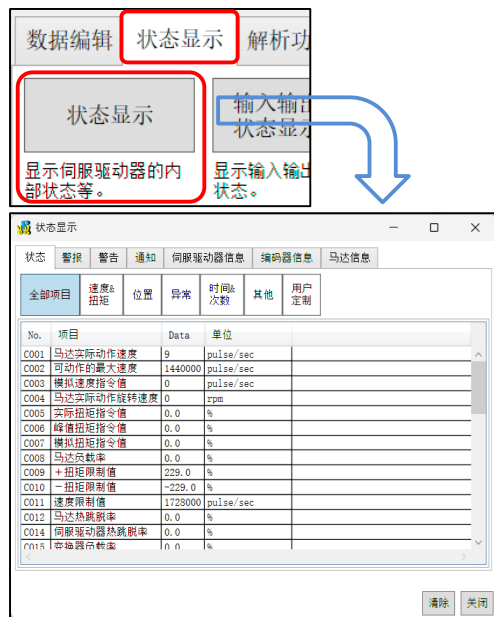 数据编辑 状态显示 解析功
状态显示
输入输出
状态显示
显示伺服驱动器的内
部状态等。
显示输入输出
状态。
状态显示
状态 警报 警告 通知 伺服驱动器信息 编码器信息 马达信息
全部项目 速度& 扭矩 位置 异常 时间& 次数 其他 用户 定制
No. 项目 Data 单位
C001 马达实际动作速度 9 pulse/sec
C002 可动作的最大速度 1440000 pulse/sec
C003 模拟速度指令值 0 pulse/sec
C004 马达实际动作旋转速度 0 rpm
C005 实际扭矩指令值 0.0 %
C006 峰值扭矩指令值 0.0 %
C007 模拟扭矩指令值 0.0 %
C008 马达负载率 0.0 %
C009 +扭矩限制值 229.0 %
C010 -扭矩限制值 -229.0 %
C011 速度限制值 1728000 pulse/sec
C012 马达热跳脱率 0.0 %
C014 伺服驱动器热跳脱率 0.0 %
C015 变换器负载率 0.0 %
清除 关闭